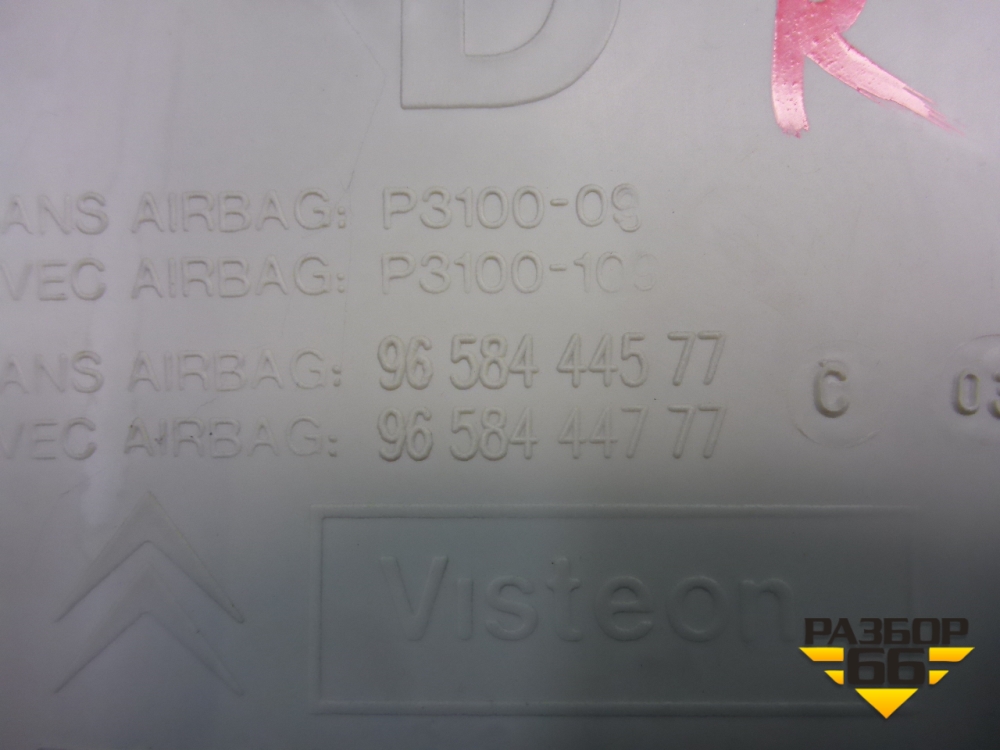 D R
ANS AIRBAG: P3100-09
VEC AIRBAG: P3100-10
ANS AIRBAG: 96 584 445 77
VEC AIRBAG: 96 584 447 77
C 03
Visteon
РАЗБОР
66